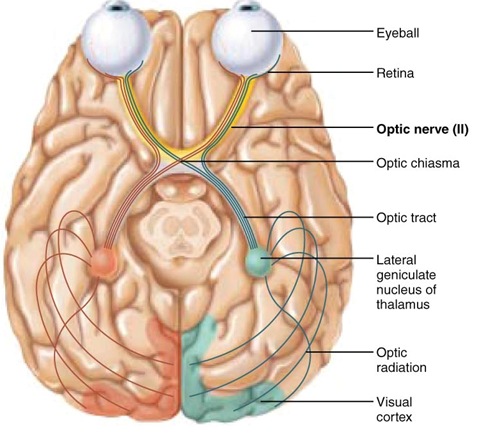 Eyeball
Retina
Optic nerve (II)
Optic chiasma
Optic tract
Lateral
geniculate
nucleus of
thalamus
Optic
radiation
Visual
cortex